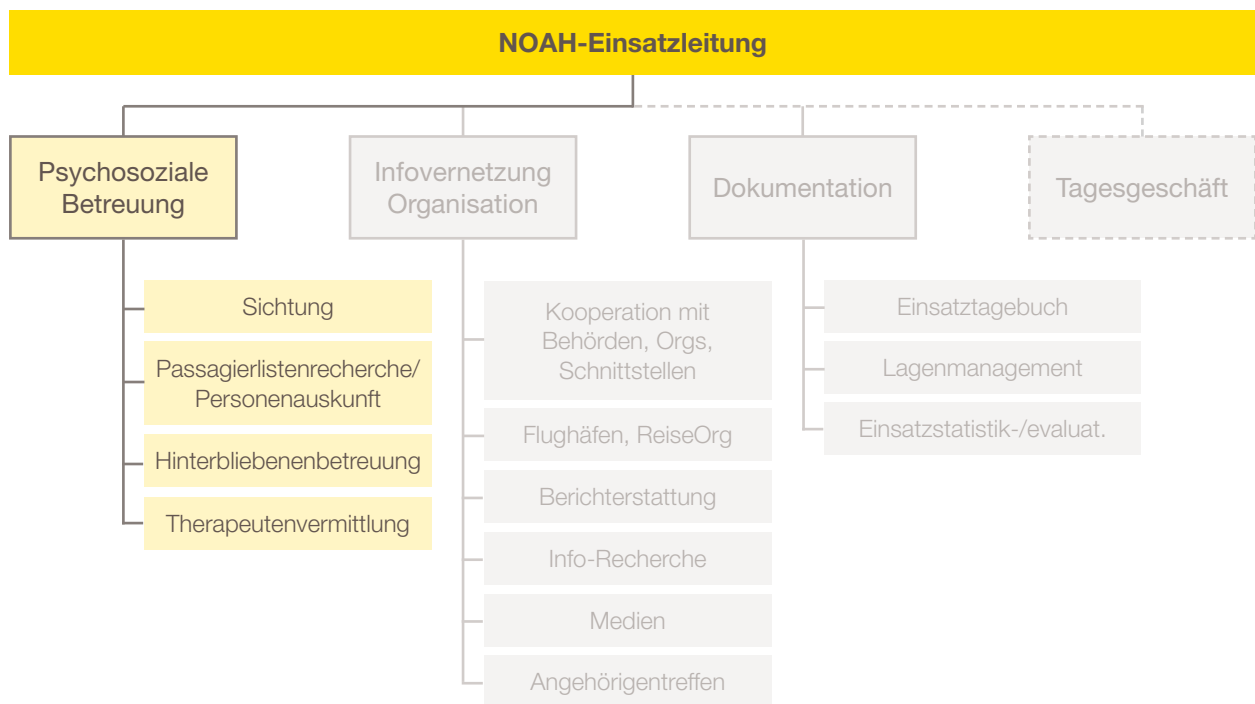 NOAH-Einsatzleitung
Psychosoziale
Betreuung
Infovernetzung
Organisation
Dokumentation
Tagesgeschäft
Sichtung
Passagierlistenrecherche/
Personenauskunft
Hinterbliebenenbetreuung
Therapeutenvermittlung
Kooperation mit
Behörden, Orgs,
Schnittstellen
Flughäfen, ReiseOrg
Berichterstattung
Info-Recherche
Medien
Angehörigentreffen
Einsatztagebuch
Lagenmanagement
Einsatzstatistik-/evaluat.